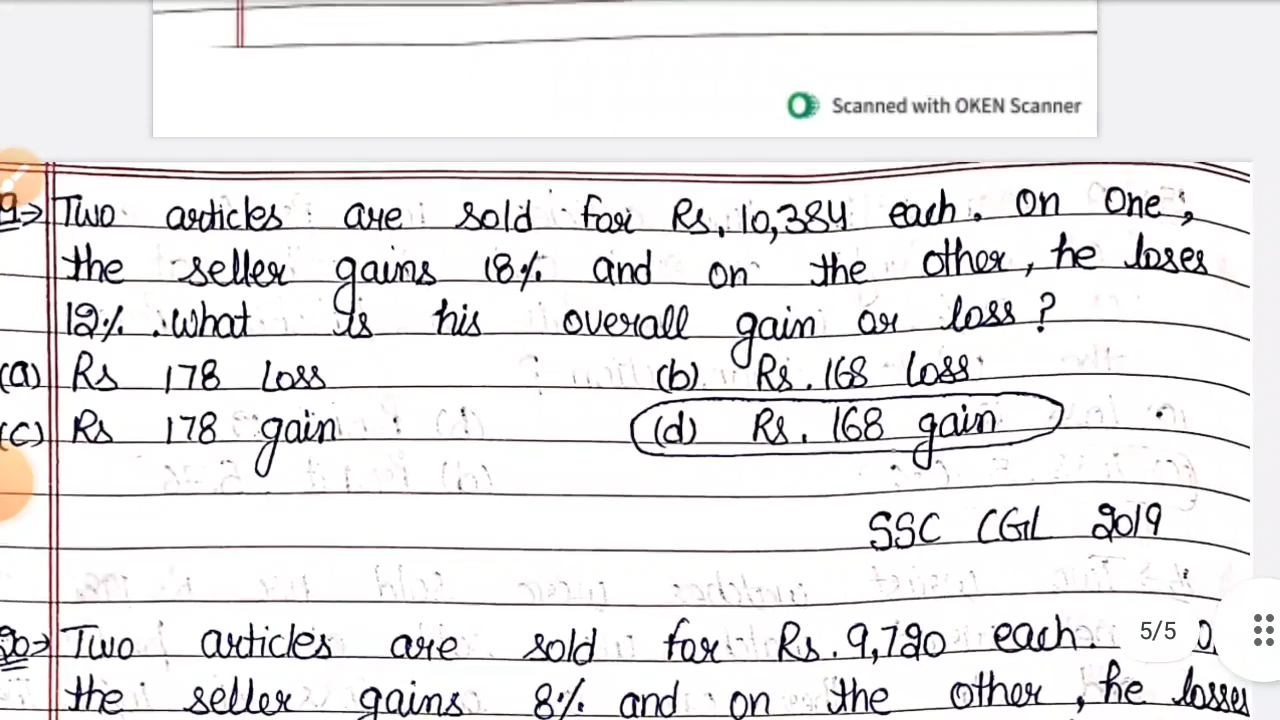 Scanned with OKEN Scanner
Two articles are sold for Rs. 10,384 each. On One,
the seller gains 18% and on the other, he loses
12%. What is his overall gain or loss?
(a) Rs 178 Loss (b) Rs. 168 loss
(c) Rs 178 gain (d) Rs. 168 gain
SSC CGL 2019
20⇒ Two articles are sold for Rs. 9,720 each.
5/5
the seller gains 8% and on the other, he losses